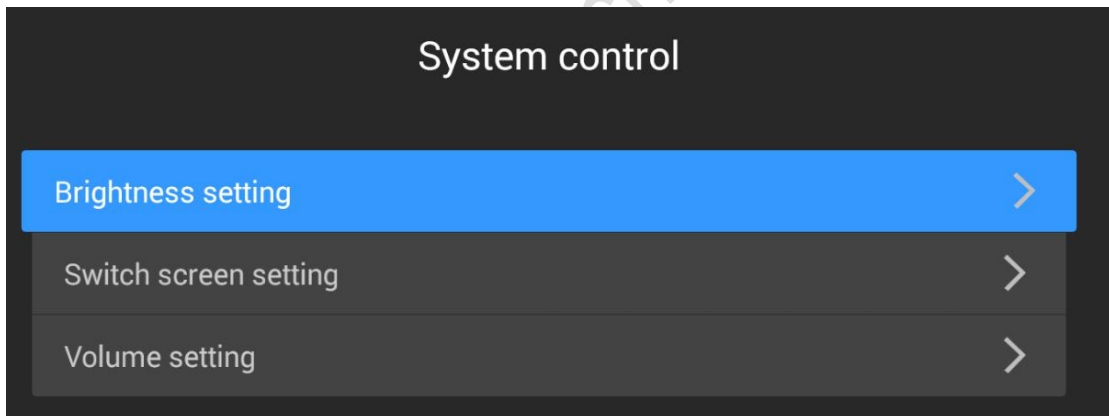 System control
Brightness setting
Switch screen setting
Volume setting